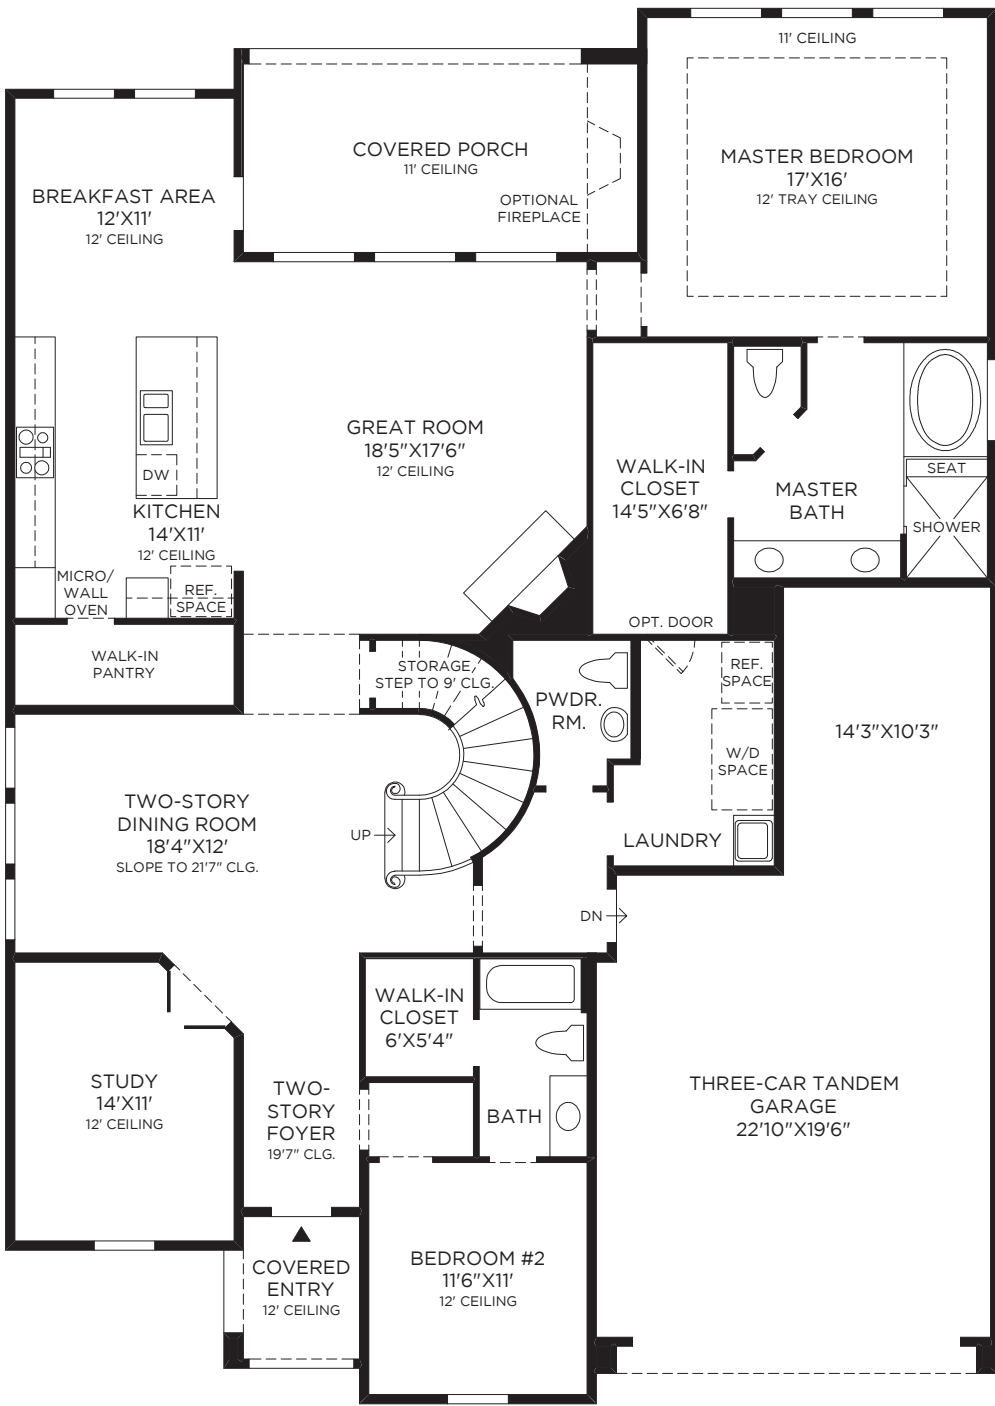 11' CEILING
COVERED PORCH
11' CEILING
OPTIONAL
FIREPLACE
MASTER BEDROOM
17'X16'
12' TRAY CEILING
BREAKFAST AREA
12'X11'
12' CEILING
GREAT ROOM
18'5"X17'6"
12' CEILING
DW
KITCHEN
14'X11'
12' CEILING
MICRO/
WALL
OVEN
REF.
SPACE
WALK-IN
CLOSET
14'5"X6'8"
MASTER
BATH
SEAT
SHOWER
OPT. DOOR
WALK-IN
PANTRY
STORAGE
STEP TO 9' CLG.
PWDR.
RM.
REF.
SPACE
W/D
SPACE
14'3"X10'3"
TWO-STORY
DINING ROOM
18'4"X12'
SLOPE TO 21'7" CLG.
UP
LAUNDRY
DN
WALK-IN
CLOSET
6'X5'4"
STUDY
14'X11'
12' CEILING
TWO-
STORY
FOYER
19'7" CLG.
BATH
THREE-CAR TANDEM
GARAGE
22'10"X19'6"
COVERED
ENTRY
12' CEILING
BEDROOM #2
11'6"X11'
12' CEILING